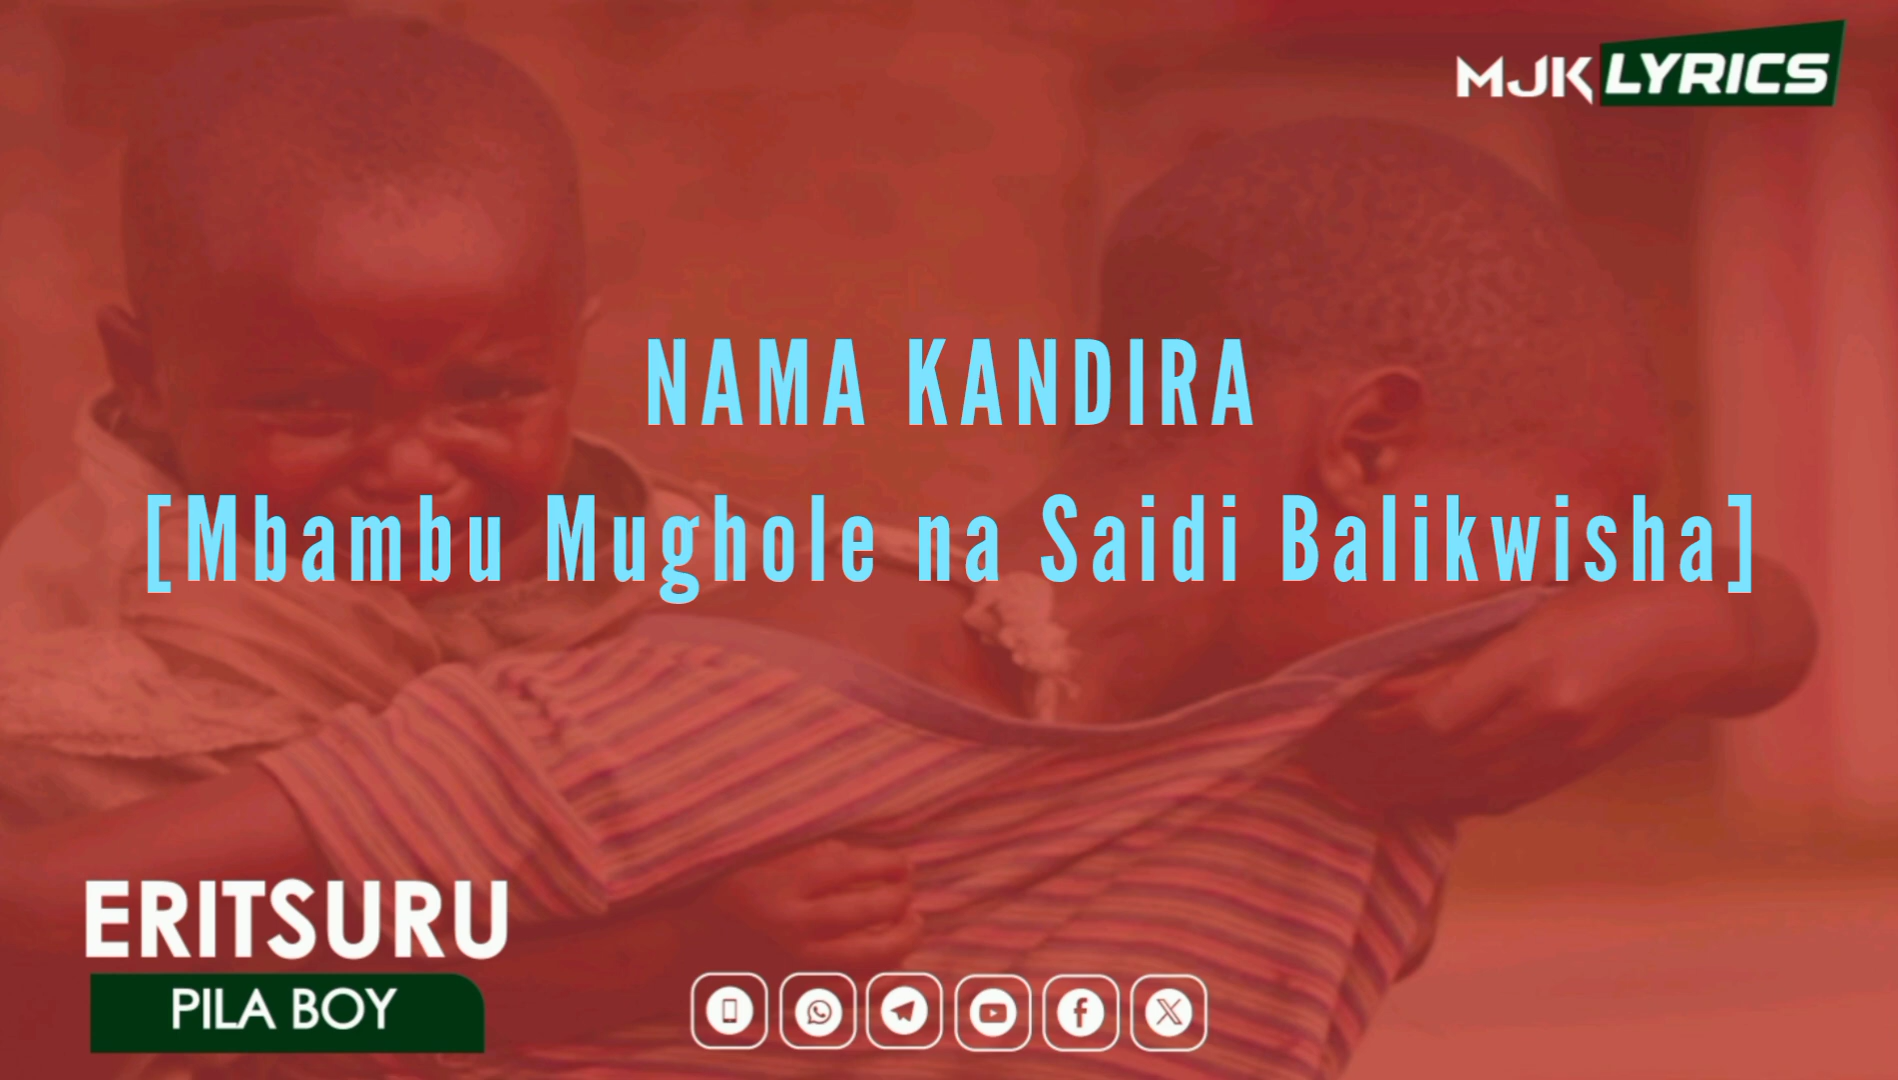 MJK LYRICS
NAMA KANDIRA
[Mbambu Mughole na Saidi Balikwisha]
ERITSURU
PILA BOY